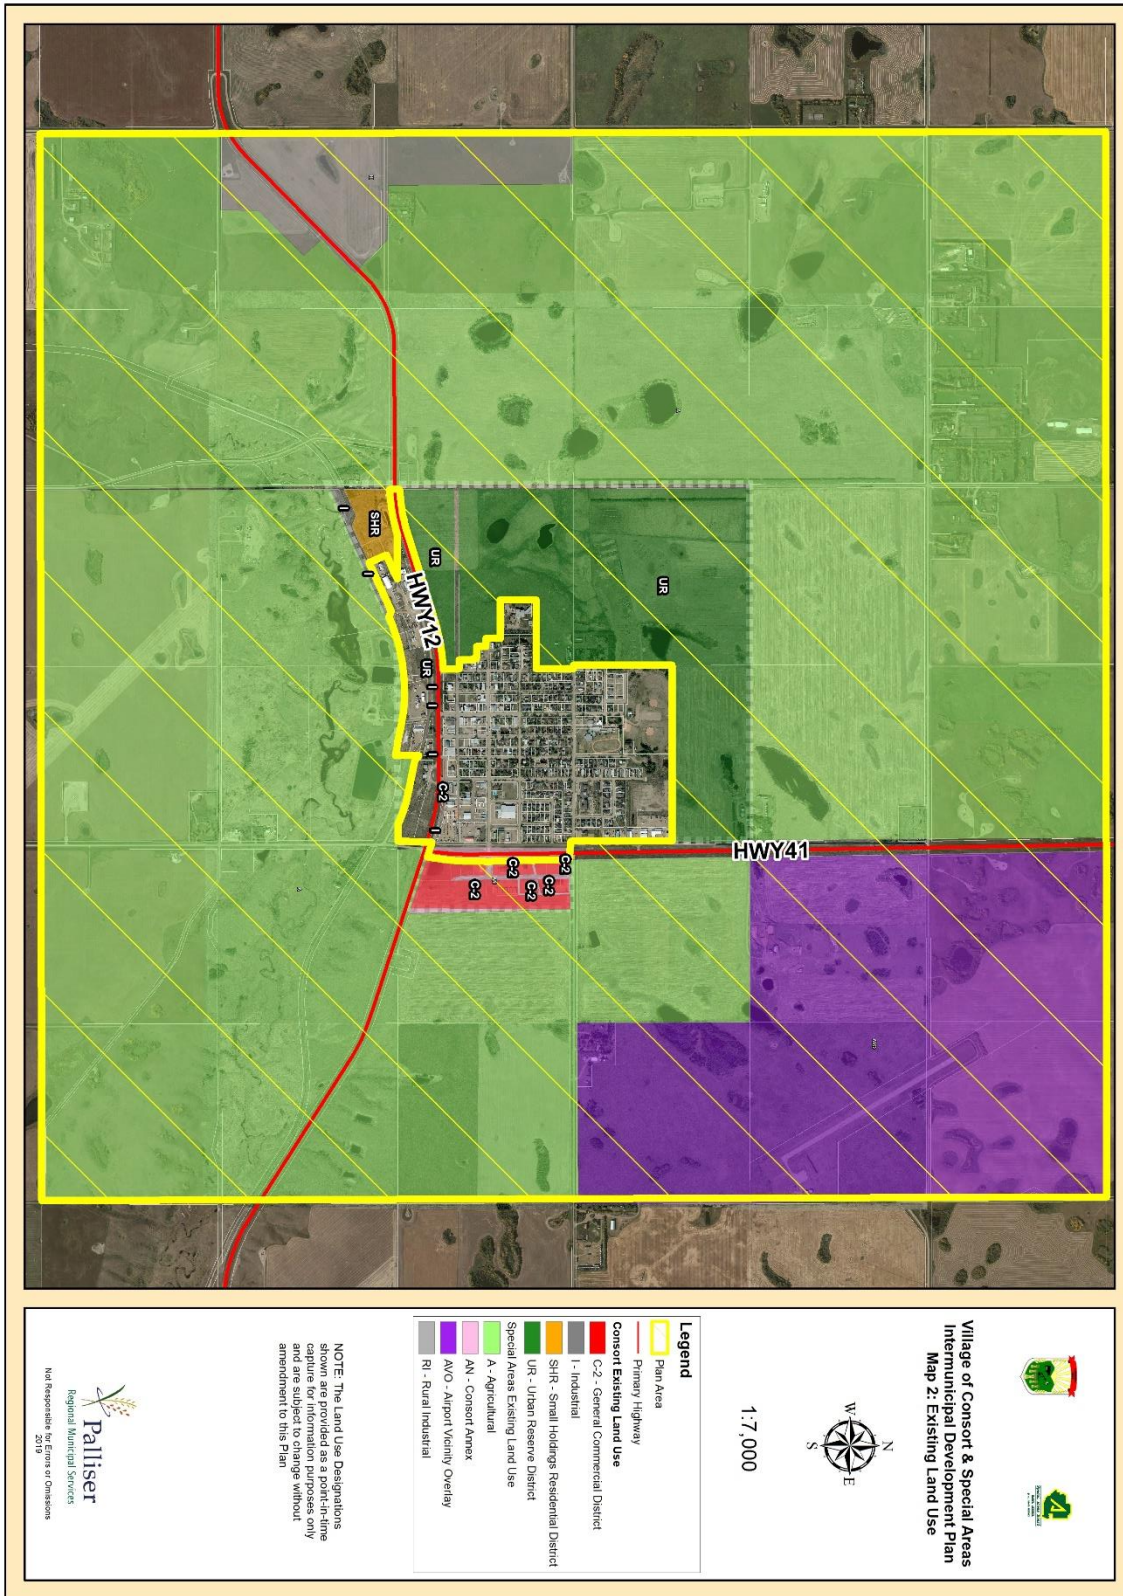 Village of Consort & Special Areas
Intermunicipal Development Plan
Map 2: Existing Land Use
N
W
E
S
1:7,000
Legend
Plan Area
Primary Highway
Consort Existing Land Use
C-2 - General Commercial District
I - Industrial
SHR - Small Holdings Residential District
UR - Urban Reserve District
Special Areas Existing Land Use
A - Agricultural
AN - Consort Annex
AVO - Airport Vicinity Overlay
RI - Rural Industrial
NOTE: The Land Use Designations
shown are provided as a point-in-time
capture for information purposes only
and are subject to change without
amendment to this Plan
Palliser
Regional Municipal Services
Not Responsible for Errors or Omissions
2019
HWY41
UR
UR
HWY12
SHR
I
I
UR
I
I
I
C-2
I
C-2
C-2
C-2
C-2
C-2